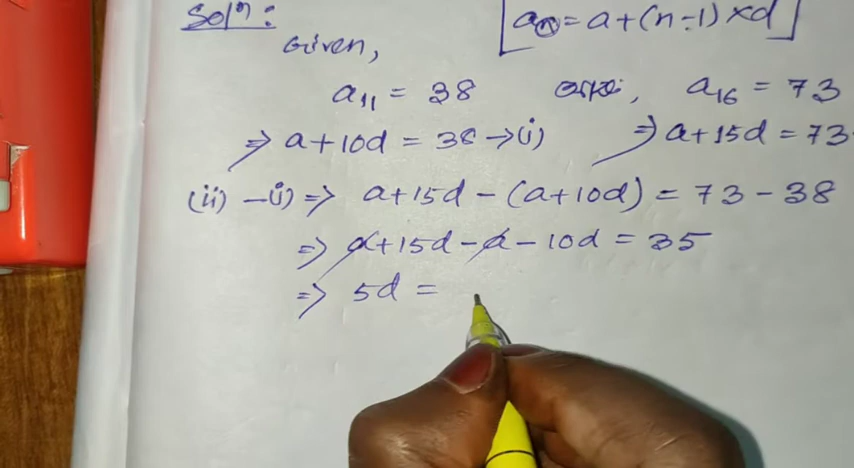 Solⁿ:
[aₙ = a + (n-1) × d]
Given,
a₁₁ = 38 , a₁₆ = 73
⇒ a + 10d = 38 → (i) ⇒ a + 15d = 73
(ii) - (i) ⇒ a + 15d - (a + 10d) = 73 - 38
⇒ a + 15d - a - 10d = 35
⇒ 5d =